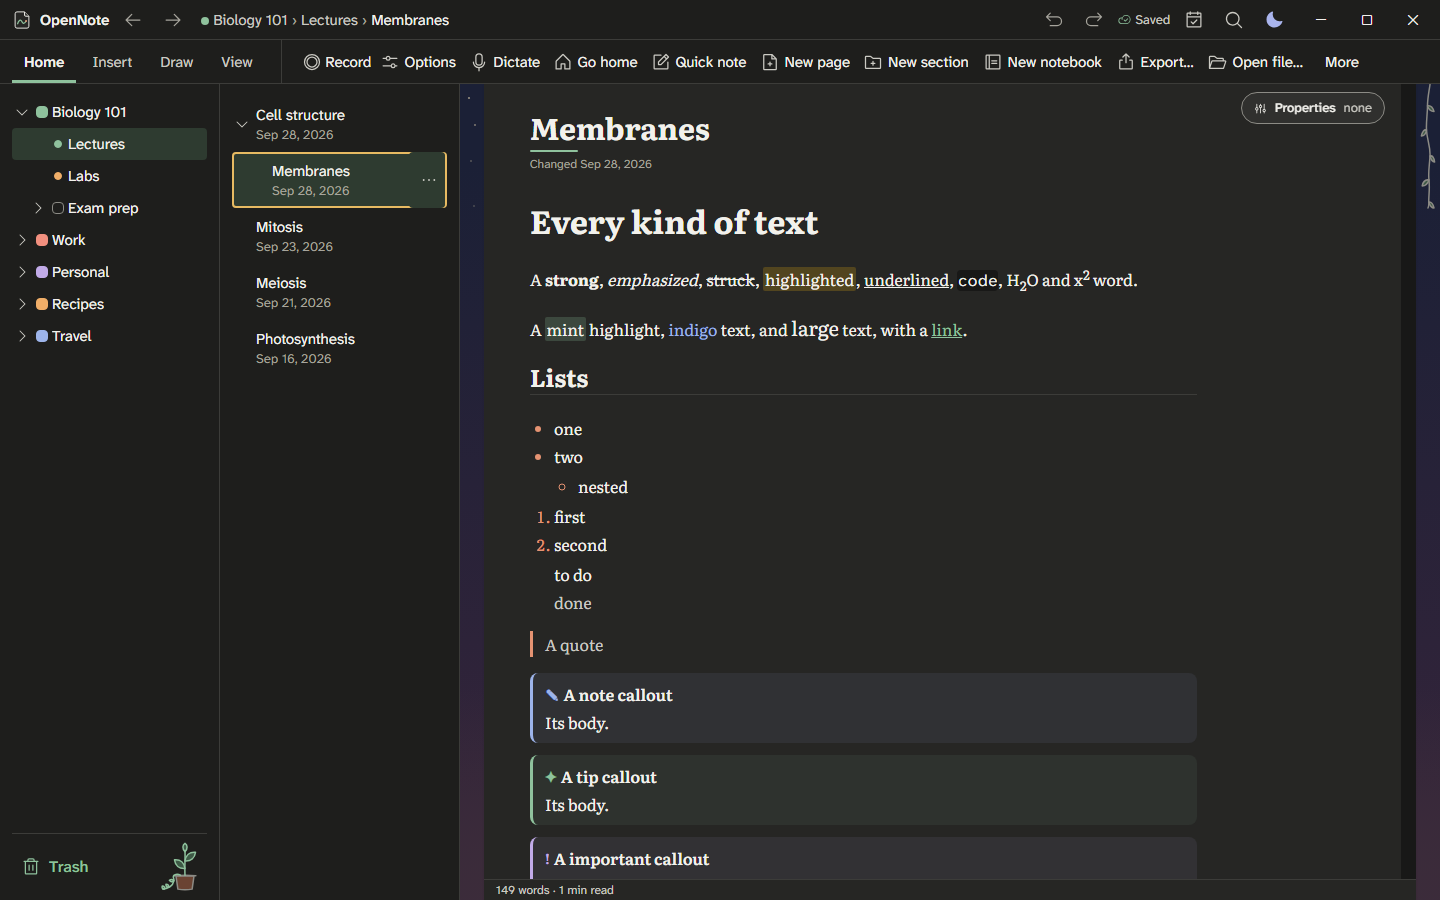 OpenNote
Biology 101 › Lectures › Membranes
Saved
Home Insert Draw View
Record Options Dictate Go home Quick note New page New section New notebook Export... Open file... More
Biology 101
Lectures
Labs
Exam prep
Work
Personal
Recipes
Travel
Trash
Cell structure
Sep 28, 2026
Membranes
Sep 28, 2026
Mitosis
Sep 23, 2026
Meiosis
Sep 21, 2026
Photosynthesis
Sep 16, 2026
Properties none
Membranes
Changed Sep 28, 2026
Every kind of text
A strong, emphasized, struck, highlighted, underlined, code, H₂O and x² word.
A mint highlight, indigo text, and large text, with a link.
Lists
one
two
nested
1. first
2. second
to do
done
A quote
A note callout
Its body.
A tip callout
Its body.
! A important callout
149 words · 1 min read